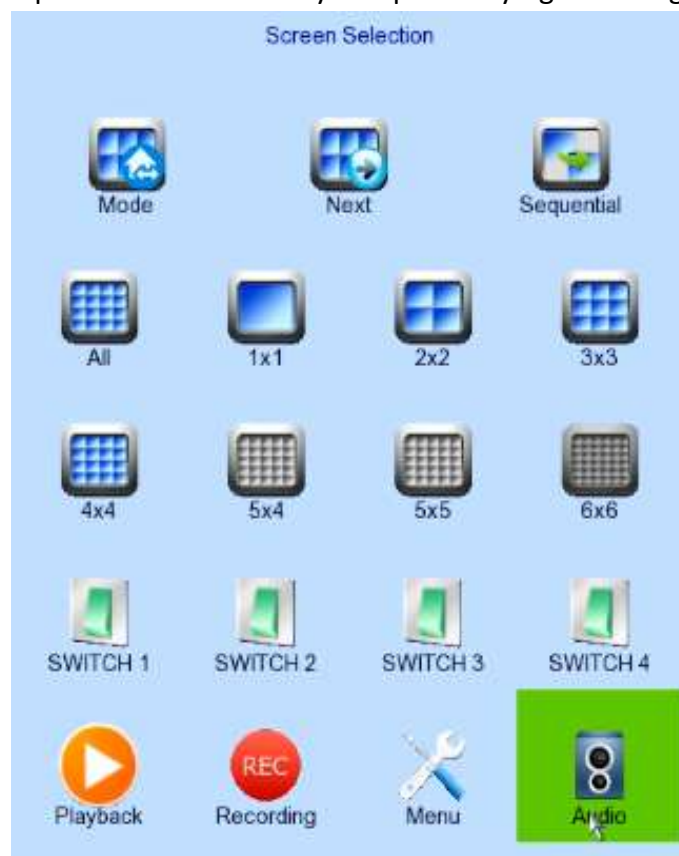 Screen Selection
Mode Next Sequential
All 1x1 2x2 3x3
4x4 5x4 5x5 6x6
SWITCH 1 SWITCH 2 SWITCH 3 SWITCH 4
REC
Playback Recording Menu Audio